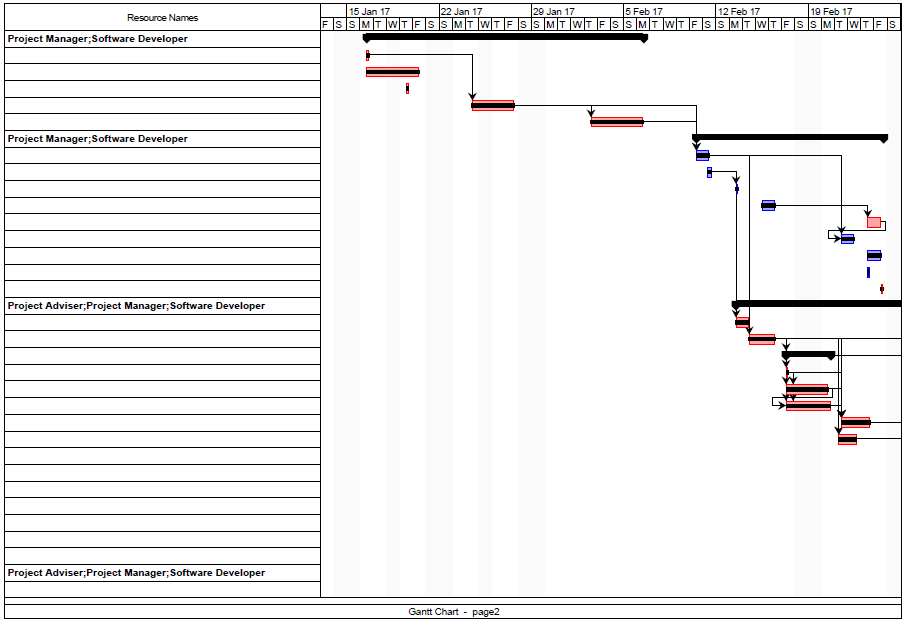 Resource Names
15 Jan 17 22 Jan 17 29 Jan 17 5 Feb 17 12 Feb 17 19 Feb 17
F S S M T W T F S S M T W T F S S M T W T F S S M T W T F S S M T W T F S S M T W T F S
Project Manager;Software Developer
Project Manager;Software Developer
Project Adviser;Project Manager;Software Developer
Project Adviser;Project Manager;Software Developer
Gantt Chart - page2